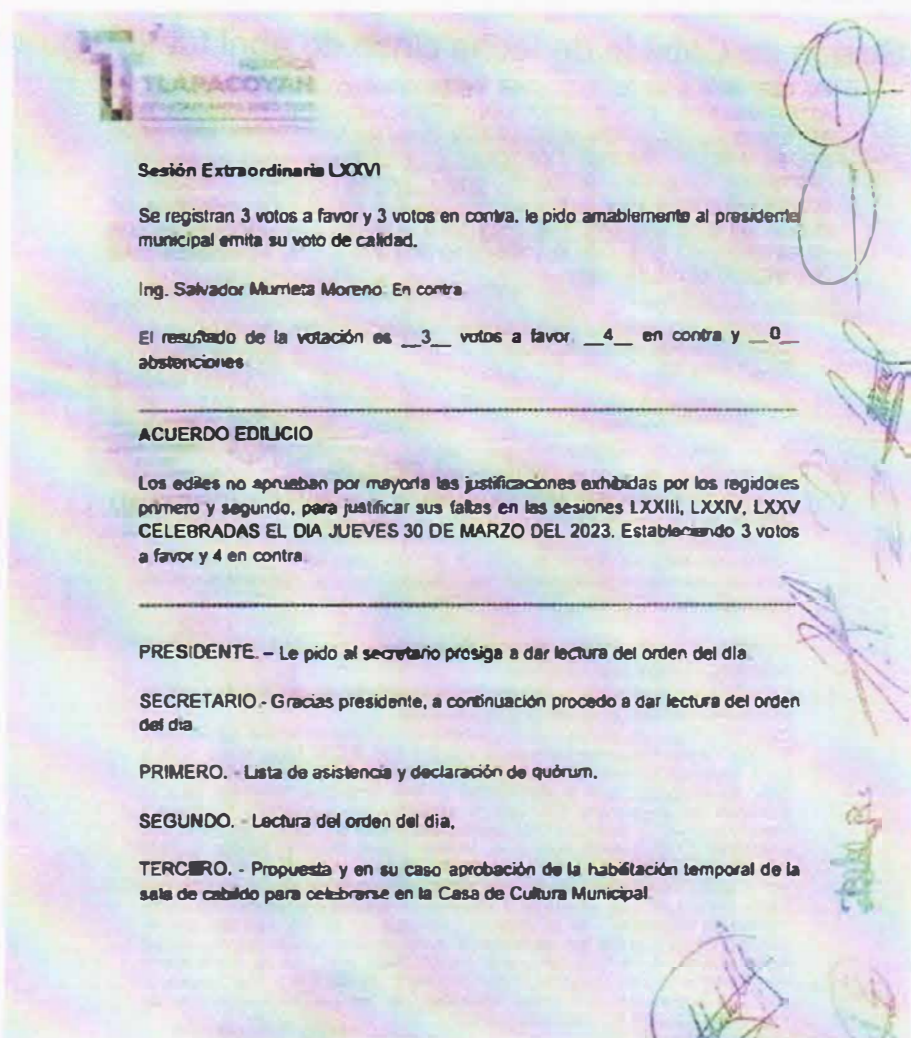 HEROICA
TLAPACOYAN
Sesión Extraordinaria LXXVI
Se registran 3 votos a favor y 3 votos en contra, le pido amablemente al presidente
municipal emita su voto de calidad.
Ing. Salvador Murrieta Moreno. En contra
El resultado de la votación es __3__ votos a favor __4__ en contra y __0__
abstenciones
ACUERDO EDILICIO
Los ediles no aprueban por mayoría las justificaciones exhibidas por los regidores
primero y segundo, para justificar sus faltas en las sesiones LXXIII, LXXIV, LXXV
CELEBRADAS EL DIA JUEVES 30 DE MARZO DEL 2023. Estableciendo 3 votos
a favor y 4 en contra.
PRESIDENTE. – Le pido al secretario prosiga a dar lectura del orden del día.
SECRETARIO.- Gracias presidente, a continuación procedo a dar lectura del orden
del día.
PRIMERO. - Lista de asistencia y declaración de quórum.
SEGUNDO. - Lectura del orden del día.
TERCERO. - Propuesta y en su caso aprobación de la habilitación temporal de la
sala de cabildo para celebrarse en la Casa de Cultura Municipal.